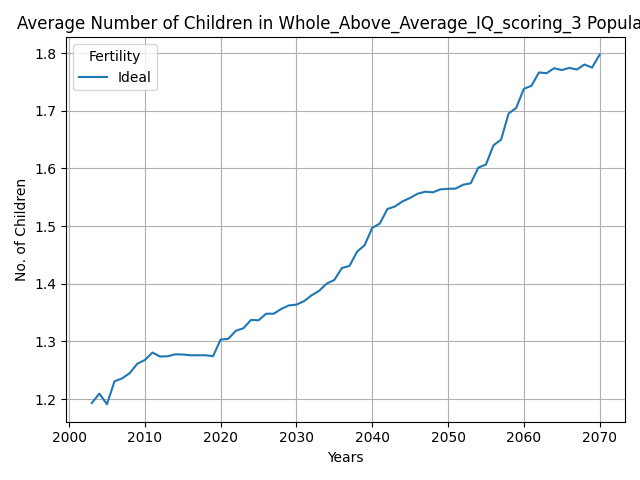 Average Number of Children in Whole_Above_Average_IQ_scoring_3 Popula
Fertility
Ideal
1.8
1.7
1.6
1.5
1.4
1.3
1.2
No. of Children
2000 2010 2020 2030 2040 2050 2060 2070
Years